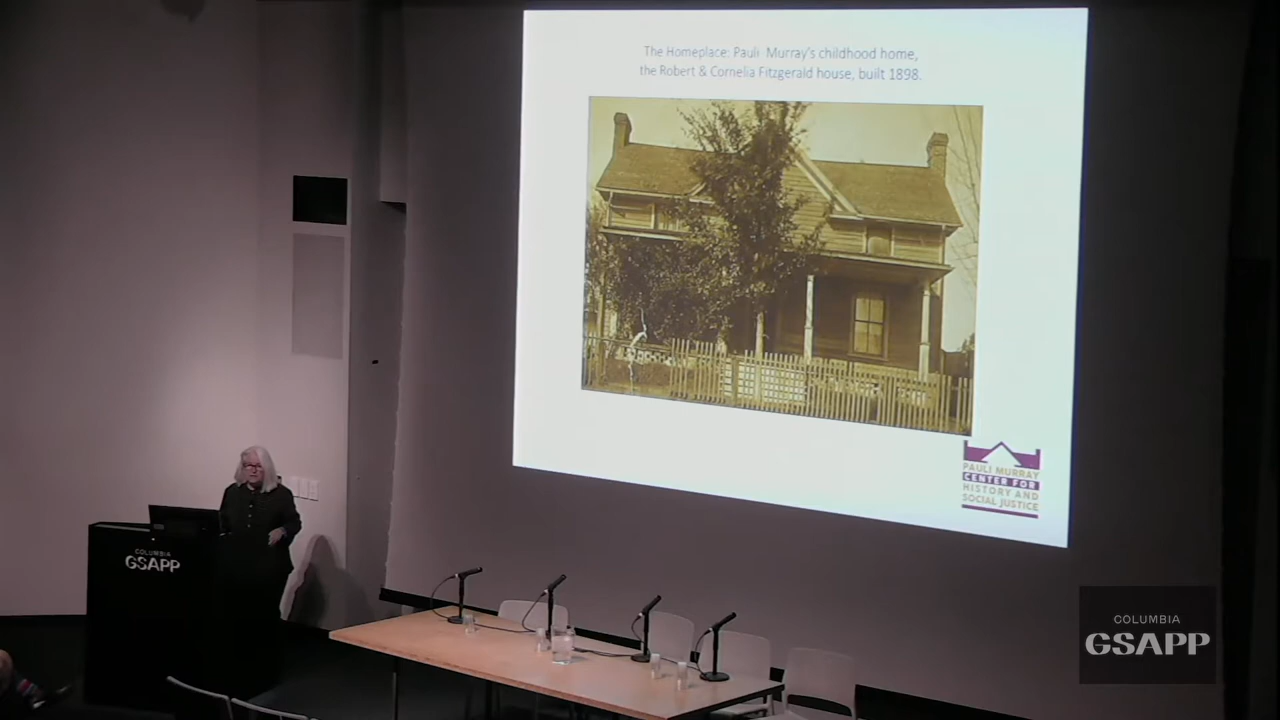 The Homeplace: Pauli Murray's childhood home,
the Robert & Cornelia Fitzgerald house, built 1898.
PAULI MURRAY
CENTER FOR
HISTORY AND
SOCIAL JUSTICE
COLUMBIA
GSAPP
COLUMBIA
GSAPP